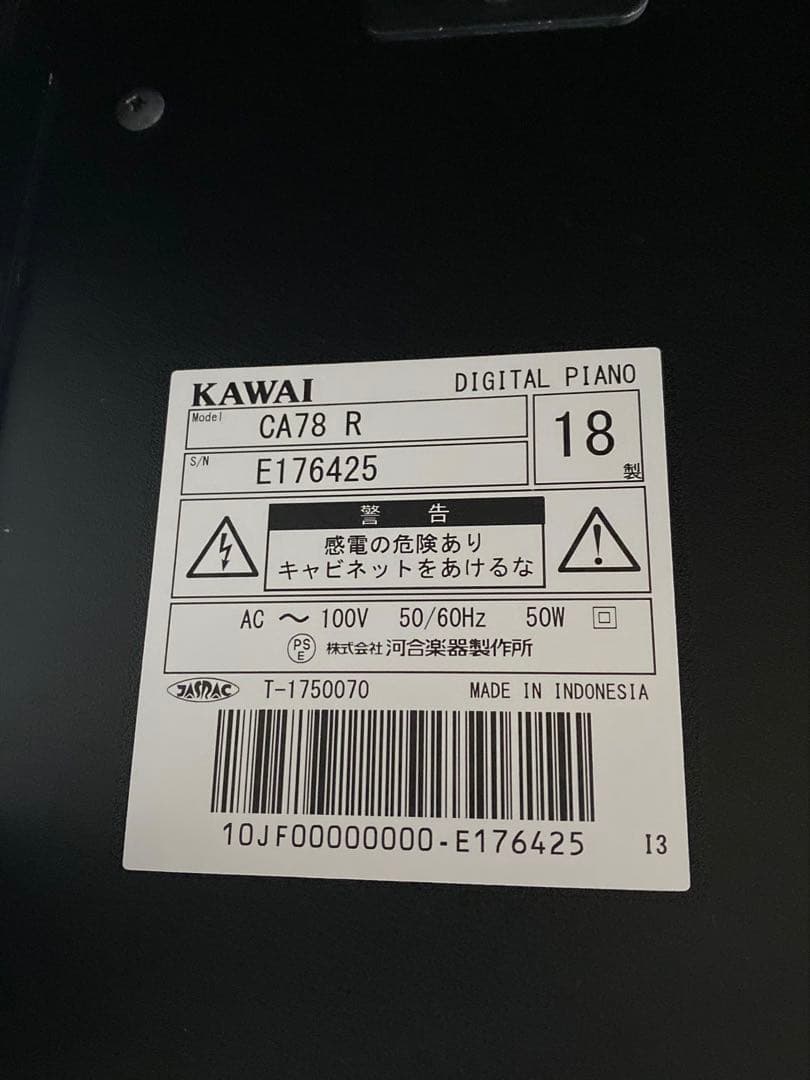 KAWAI DIGITAL PIANO
Model CA78 R
18製
S/N E176425
警告
感電の危険あり
キャビネットをあけるな
AC ～ 100V 50/60Hz 50W
PS
E
株式会社 河合楽器製作所
JASRAC T-1750070 MADE IN INDONESIA
10JF00000000-E176425 I3